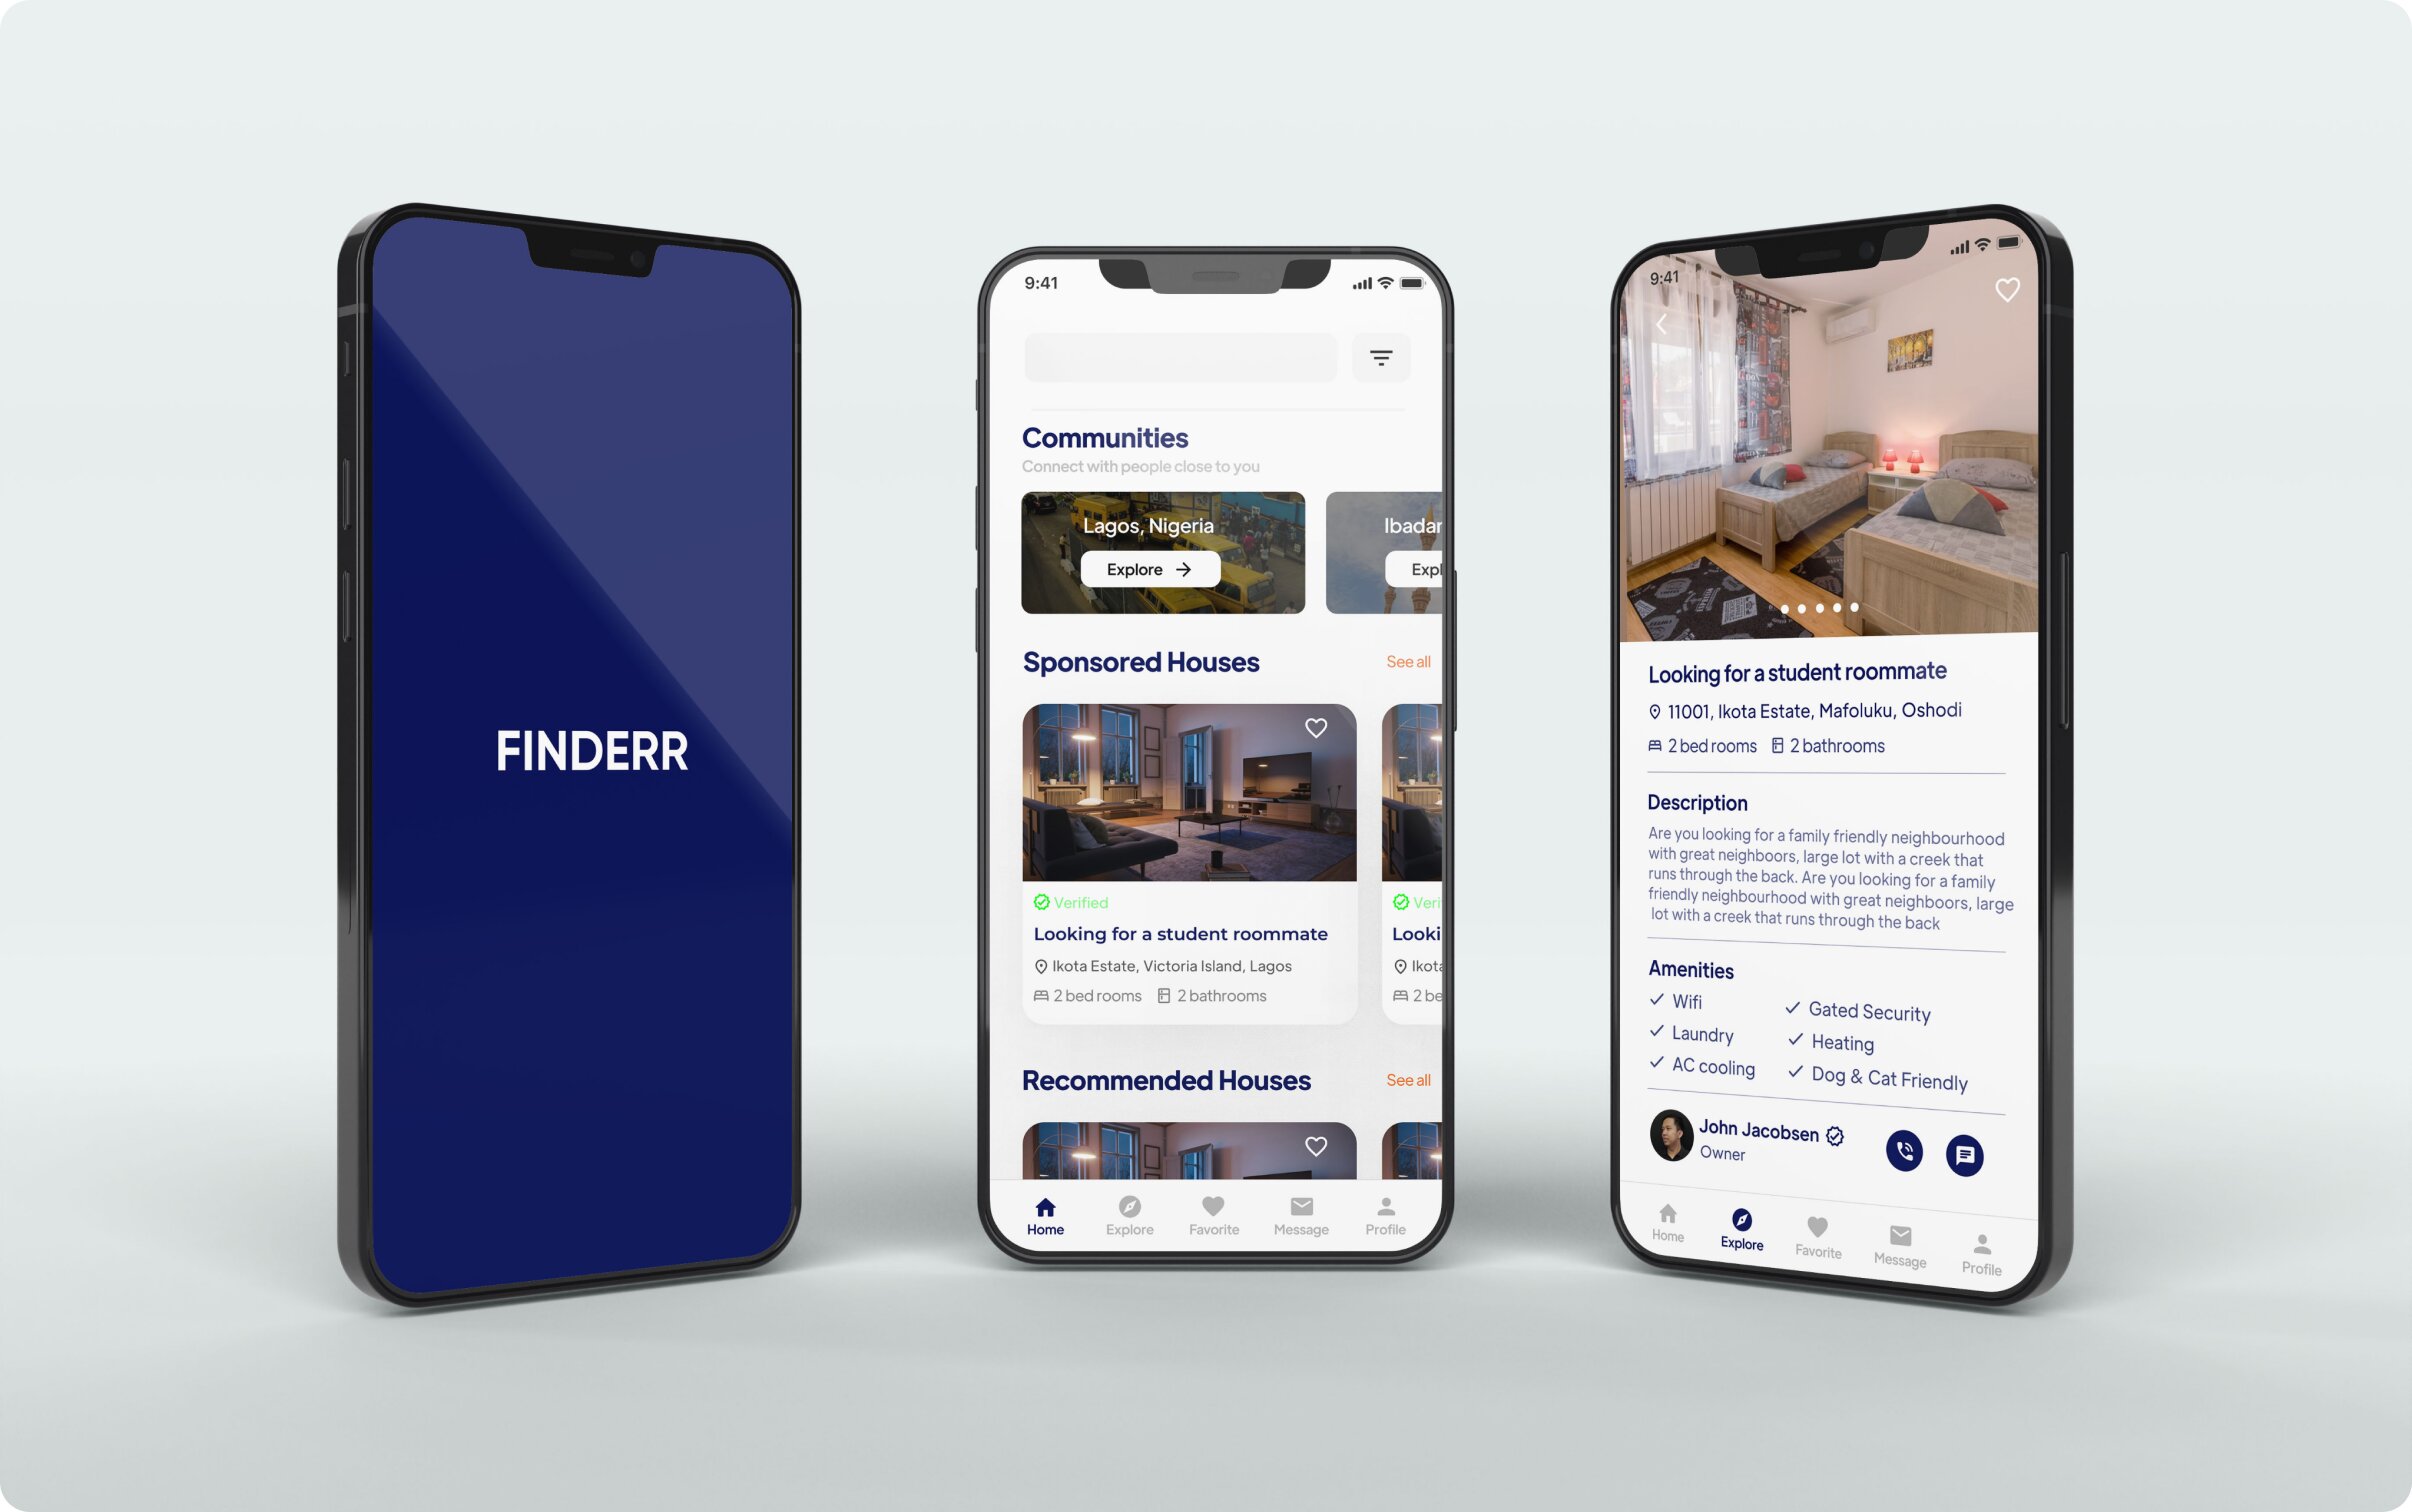 FINDERR
9:41
Communities
Connect with people close to you
Lagos, Nigeria
Explore
Ibadan
Expl
Sponsored Houses
See all
Verified
Looking for a student roommate
Ikota Estate, Victoria Island, Lagos
2 bed rooms 2 bathrooms
Veri
Looki
Ikota
2 be
Recommended Houses
See all
Home Explore Favorite Message Profile
9:41
Looking for a student roommate
11001, Ikota Estate, Mafoluku, Oshodi
2 bed rooms 2 bathrooms
Description
Are you looking for a family friendly neighbourhood
with great neighboors, large lot with a creek that
runs through the back. Are you looking for a family
friendly neighbourhood with great neighboors, large
lot with a creek that runs through the back
Amenities
Wifi
Gated Security
Laundry
Heating
AC cooling
Dog & Cat Friendly
John Jacobsen
Owner
Home Explore Favorite Message Profile